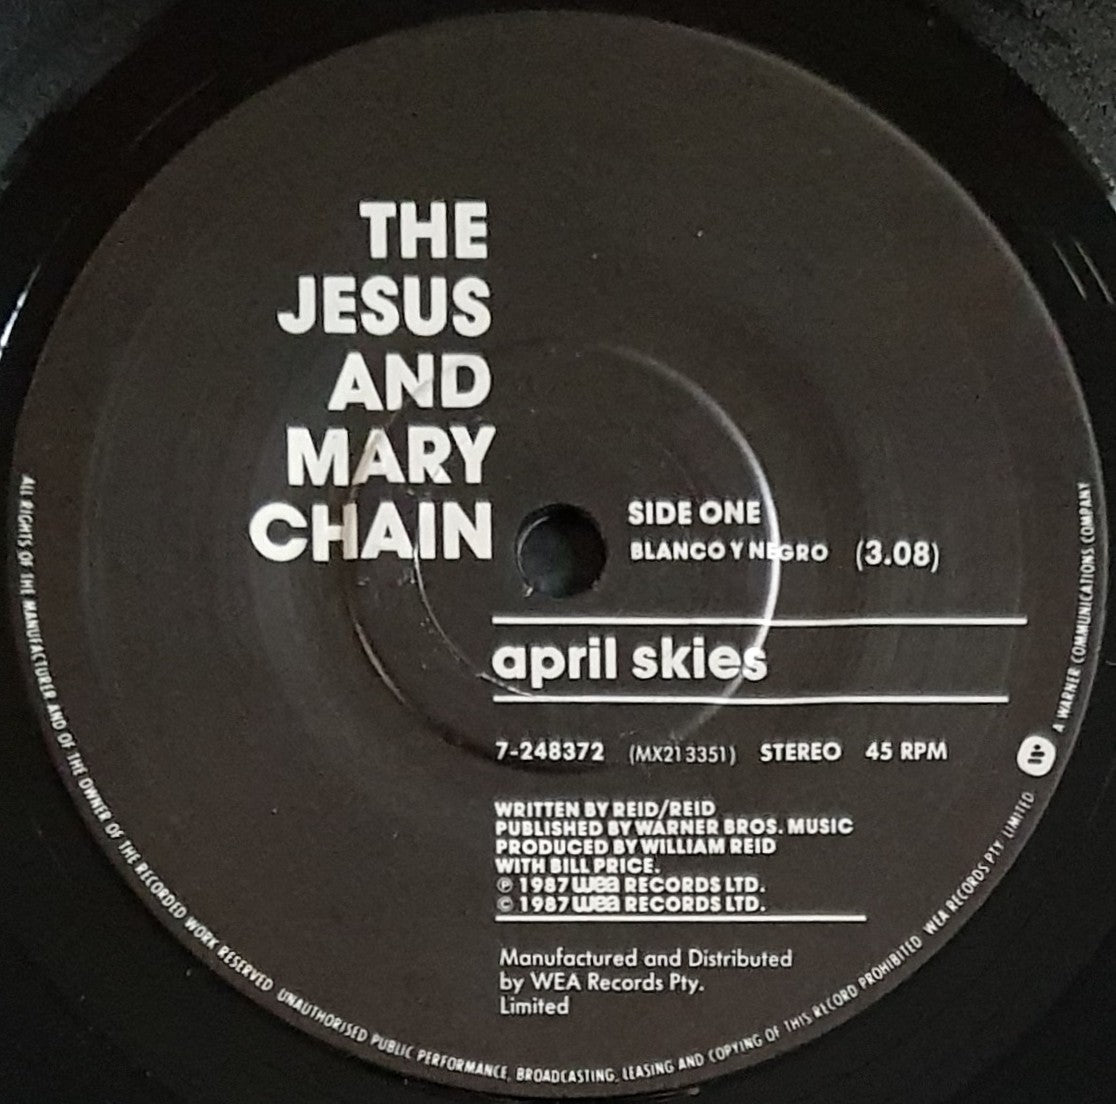 THE
JESUS
AND
MARY
CHAIN
SIDE ONE
BLANCO Y NEGRO (3.08)
april skies
7-248372 (MX213351) STEREO 45 RPM
WRITTEN BY REID/REID
PUBLISHED BY WARNER BROS. MUSIC
PRODUCED BY WILLIAM REID
WITH BILL PRICE.
℗ 1987 wea RECORDS LTD.
© 1987 wea RECORDS LTD.
Manufactured and Distributed
by WEA Records Pty.
Limited
ALL RIGHTS OF THE MANUFACTURER AND OF THE OWNER OF THE RECORDED WORK RESERVED UNAUTHORISED PUBLIC PERFORMANCE, BROADCASTING, LEASING AND COPYING OF THIS RECORD PROHIBITED WEA RECORDS PTY. LIMITED A WARNER COMMUNICATIONS COMPANY